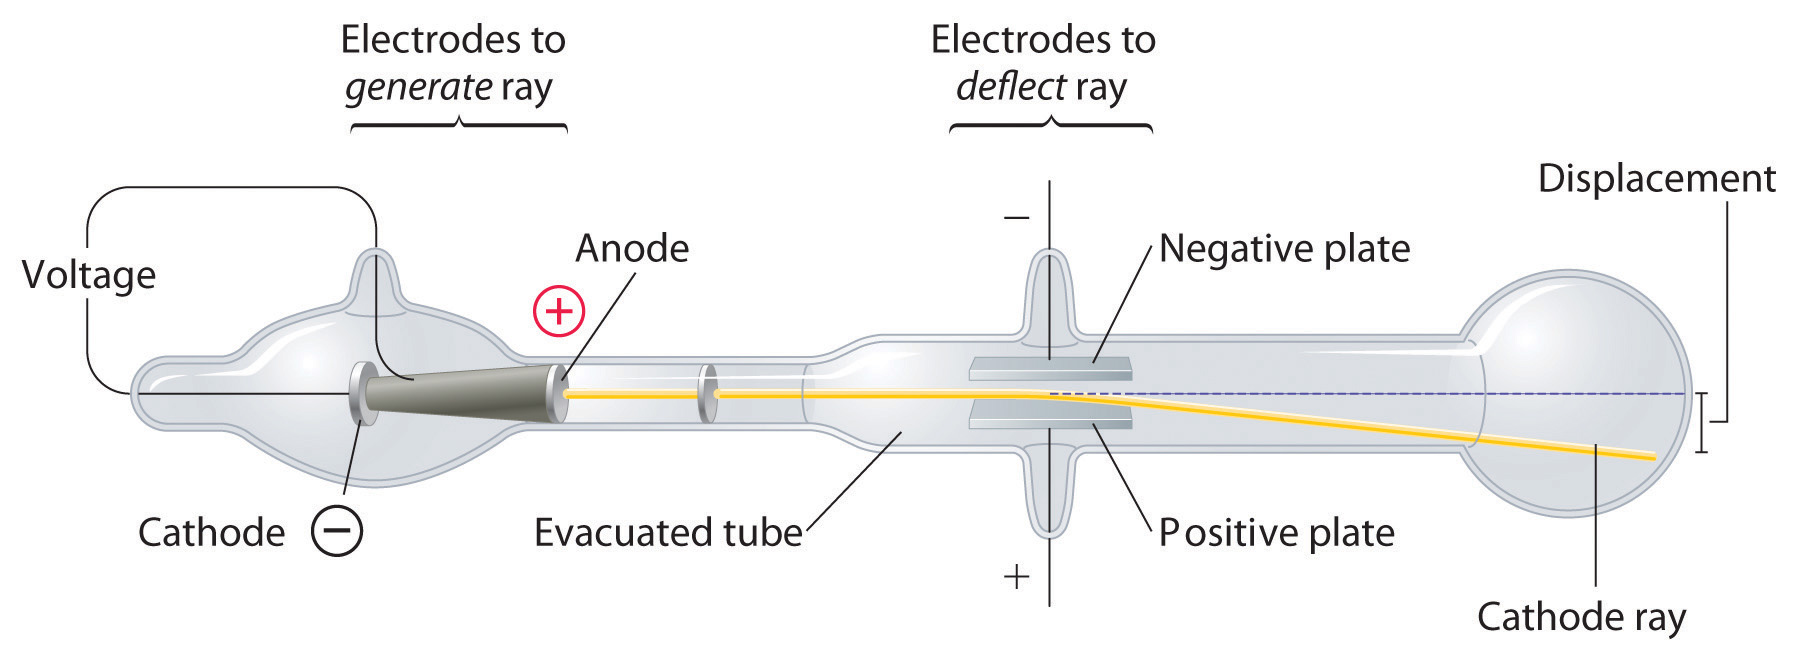 Electrodes to
generate ray
Electrodes to
deflect ray
Displacement
−
Voltage
Anode
Negative plate
+
Cathode −
Evacuated tube
Positive plate
+
Cathode ray